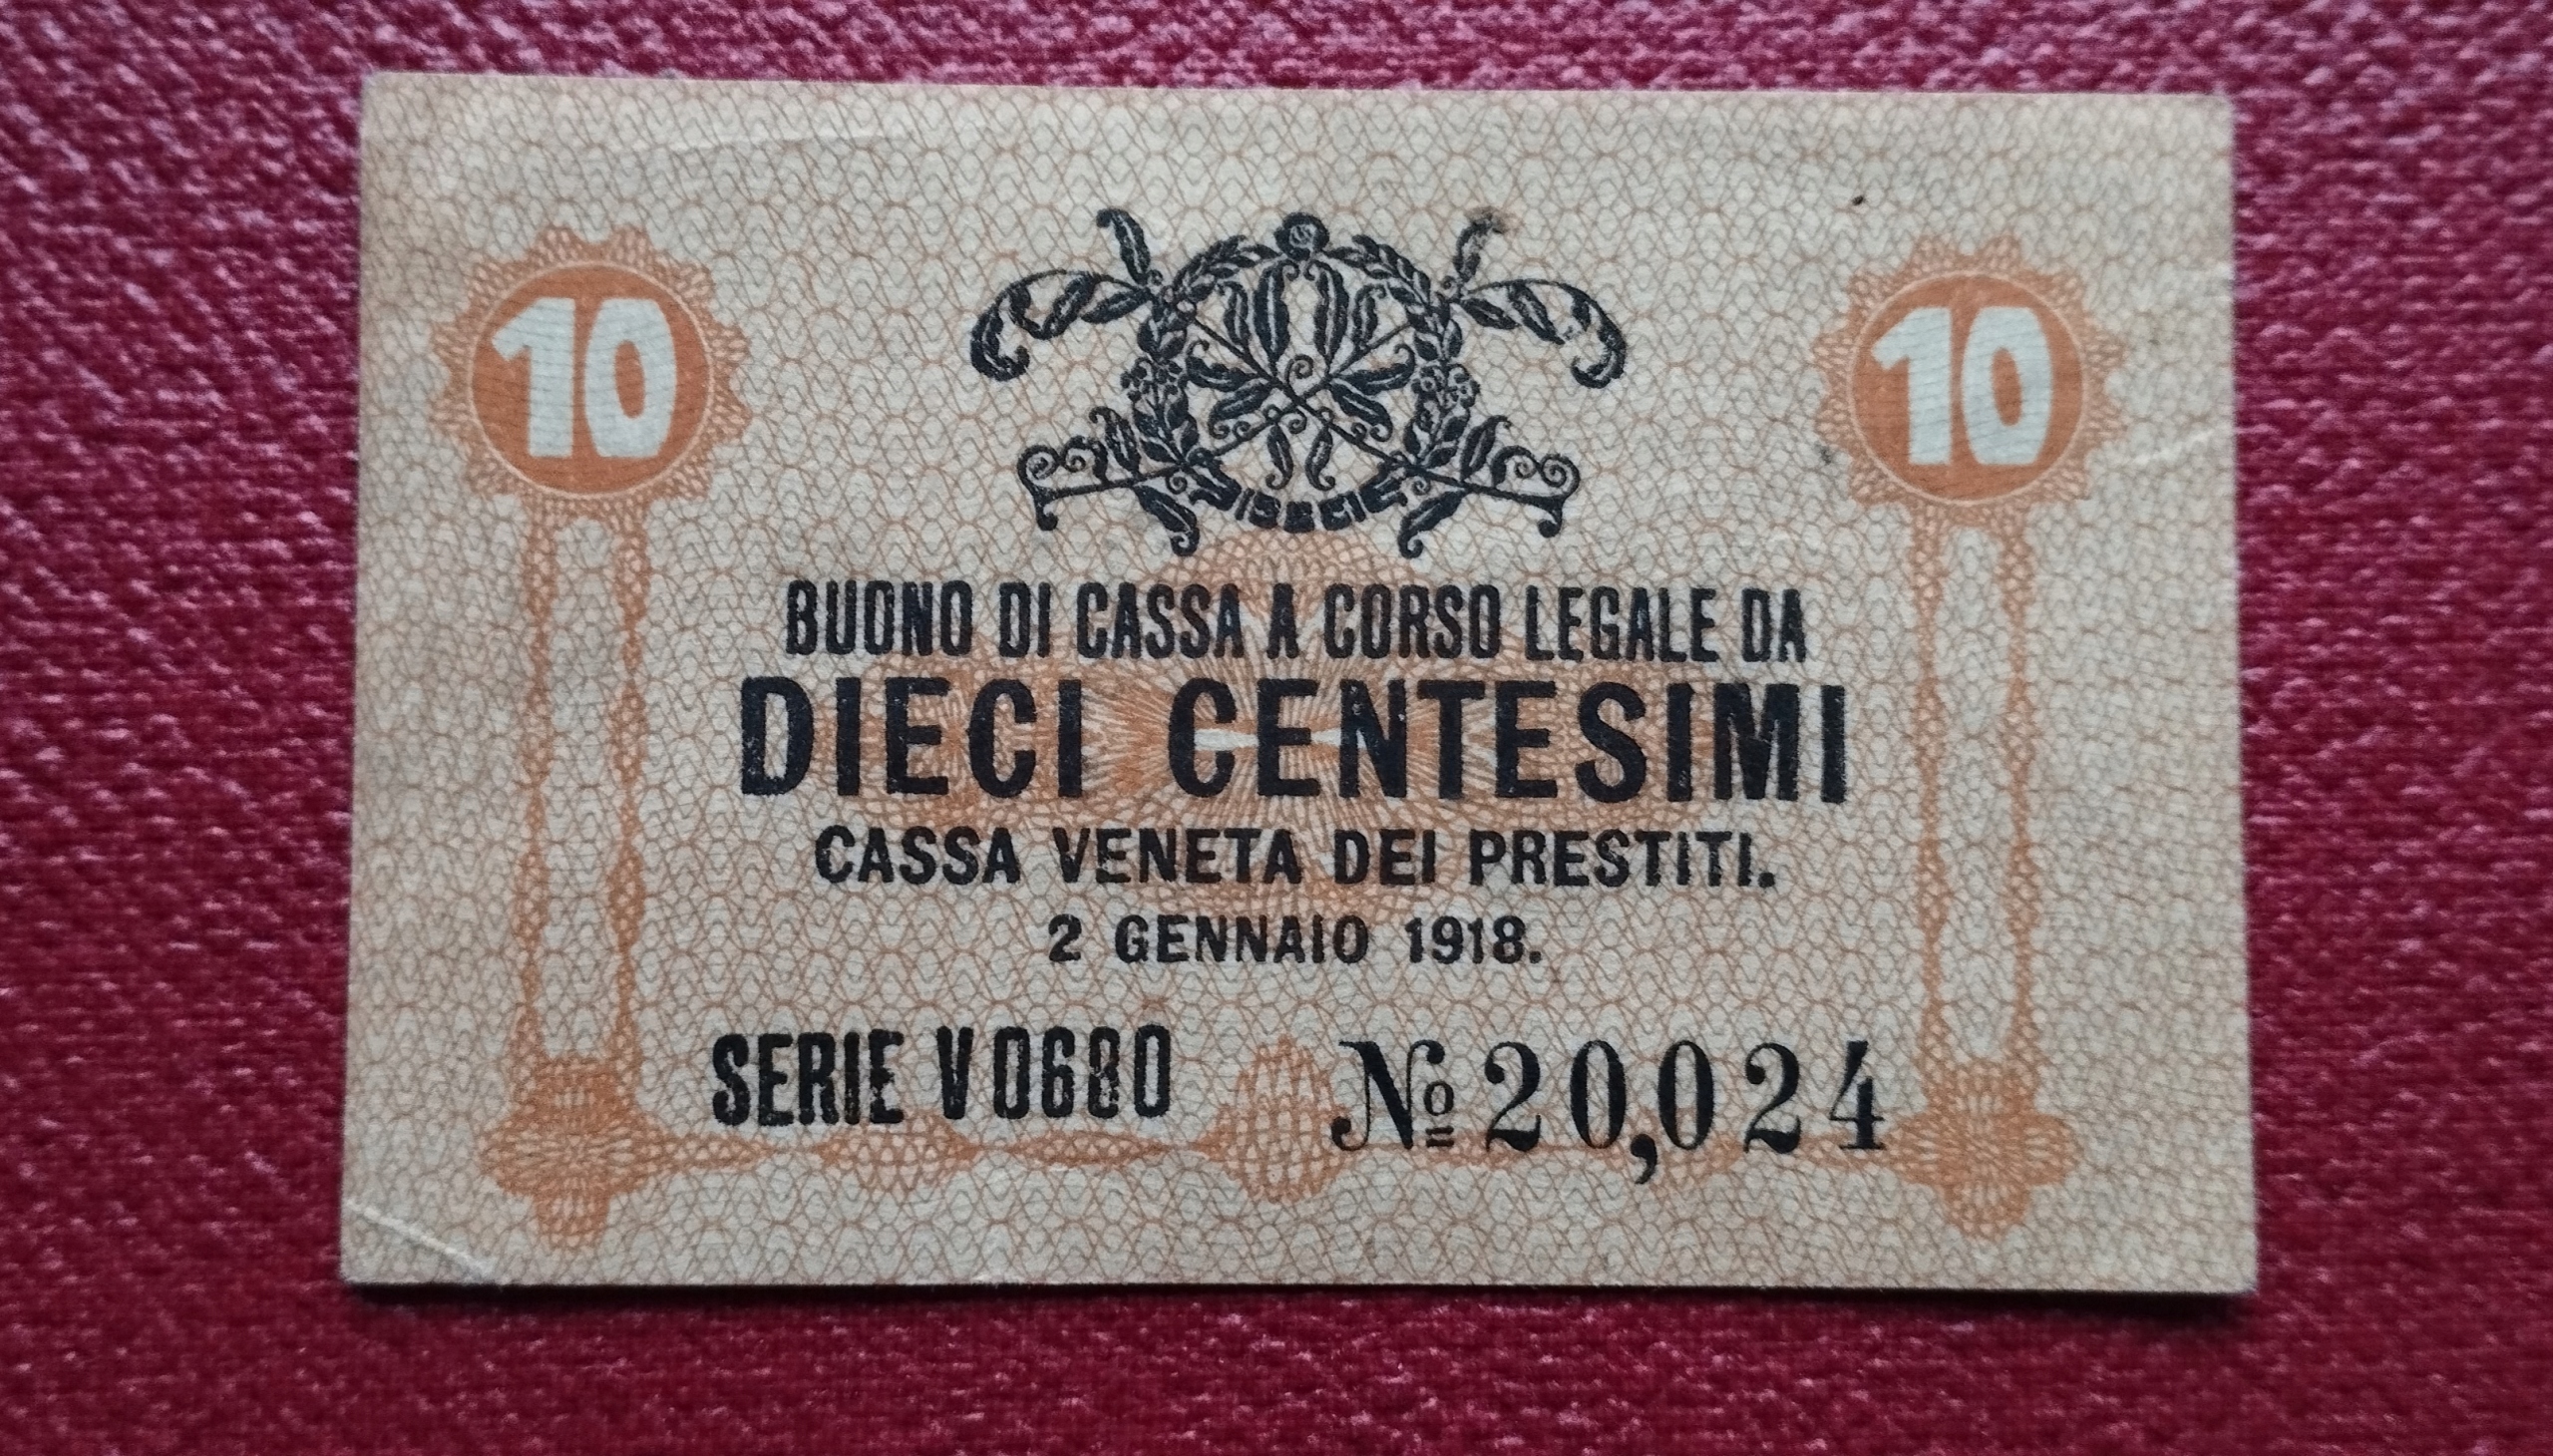 10
10
BUONO DI CASSA A CORSO LEGALE DA
DIECI CENTESIMI
CASSA VENETA DEI PRESTITI.
2 GENNAIO 1918.
SERIE V0680 No 20,024